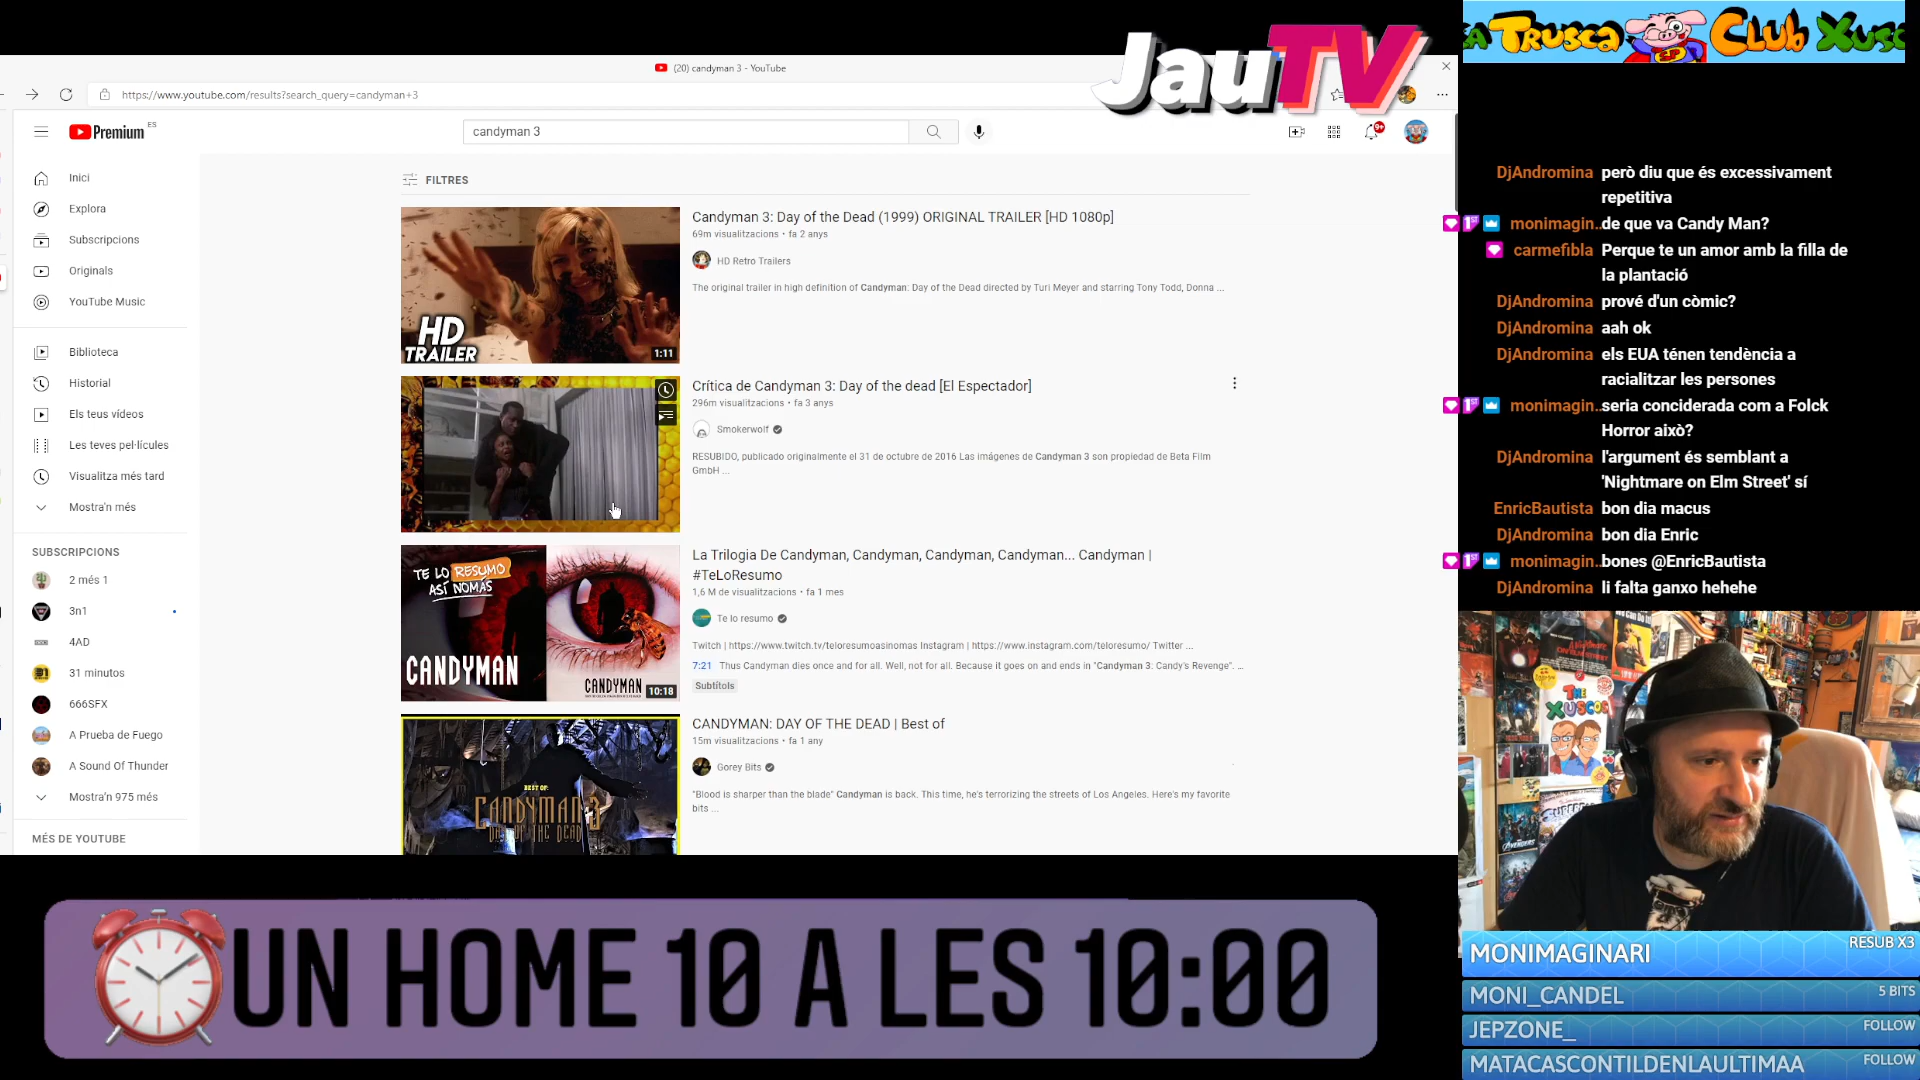 JauTV
LA TRUSCA Club XUSC
(20) candyman 3 - YouTube
https://www.youtube.com/results?search_query=candyman+3
Premium ES
candyman 3
9+
Inici
Explora
Subscripcions
Originals
YouTube Music
Biblioteca
Historial
Els teus vídeos
Les teves pel·lícules
Visualitza més tard
Mostra'n més
SUBSCRIPCIONS
2 més 1
3n1
4AD
31 minutos
666SFX
A Prueba de Fuego
A Sound Of Thunder
Mostra'n 975 més
MÉS DE YOUTUBE
FILTRES
HD
TRAILER
1:11
Candyman 3: Day of the Dead (1999) ORIGINAL TRAILER [HD 1080p]
69m visualitzacions • fa 2 anys
HD Retro Trailers
The original trailer in high definition of Candyman: Day of the Dead directed by Turi Meyer and starring Tony Todd, Donna ...
Crítica de Candyman 3: Day of the dead [El Espectador]
296m visualitzacions • fa 3 anys
Smokerwolf
RESUBIDO, publicado originalmente el 31 de octubre de 2016 Las imágenes de Candyman 3 son propiedad de Beta Film
GmbH ...
TE LO RESUMO
ASÍ NOMÁS
CANDYMAN
CANDYMAN
10:18
La Trilogia De Candyman, Candyman, Candyman, Candyman... Candyman |
#TeLoResumo
1,6 M de visualitzacions • fa 1 mes
Te lo resumo
Twitch | https://www.twitch.tv/teloresumoasinomas Instagram | https://www.instagram.com/teloresumo/ Twitter ...
7:21 Thus Candyman dies once and for all. Well, not for all. Because it goes on and ends in "Candyman 3: Candy's Revenge". ...
Subtítols
BEST OF:
CANDYMAN 3
DAY OF THE DEAD
CANDYMAN: DAY OF THE DEAD | Best of
15m visualitzacions • fa 1 any
Gorey Bits
"Blood is sharper than the blade" Candyman is back. This time, he's terrorizing the streets of Los Angeles. Here's my favorite
bits ...
DjAndromina però diu que és excessivament
repetitiva
1ST monimagin..de que va Candy Man?
carmefibla Perque te un amor amb la filla de
la plantació
DjAndromina prové d'un còmic?
DjAndromina aah ok
DjAndromina els EUA ténen tendència a
racialitzar les persones
1ST monimagin..seria conciderada com a Folck
Horror això?
DjAndromina l'argument és semblant a
'Nightmare on Elm Street' sí
EnricBautista bon dia macus
DjAndromina bon dia Enric
1ST monimagin..bones @EnricBautista
DjAndromina li falta ganxo hehehe
THE
XUSCOS
AVENGERS
MONIMAGINARI RESUB X3
MONI_CANDEL 5 BITS
JEPZONE_ FOLLOW
MATACASCONTILDENLAULTIMAA FOLLOW
UN HOME 10 A LES 10:00